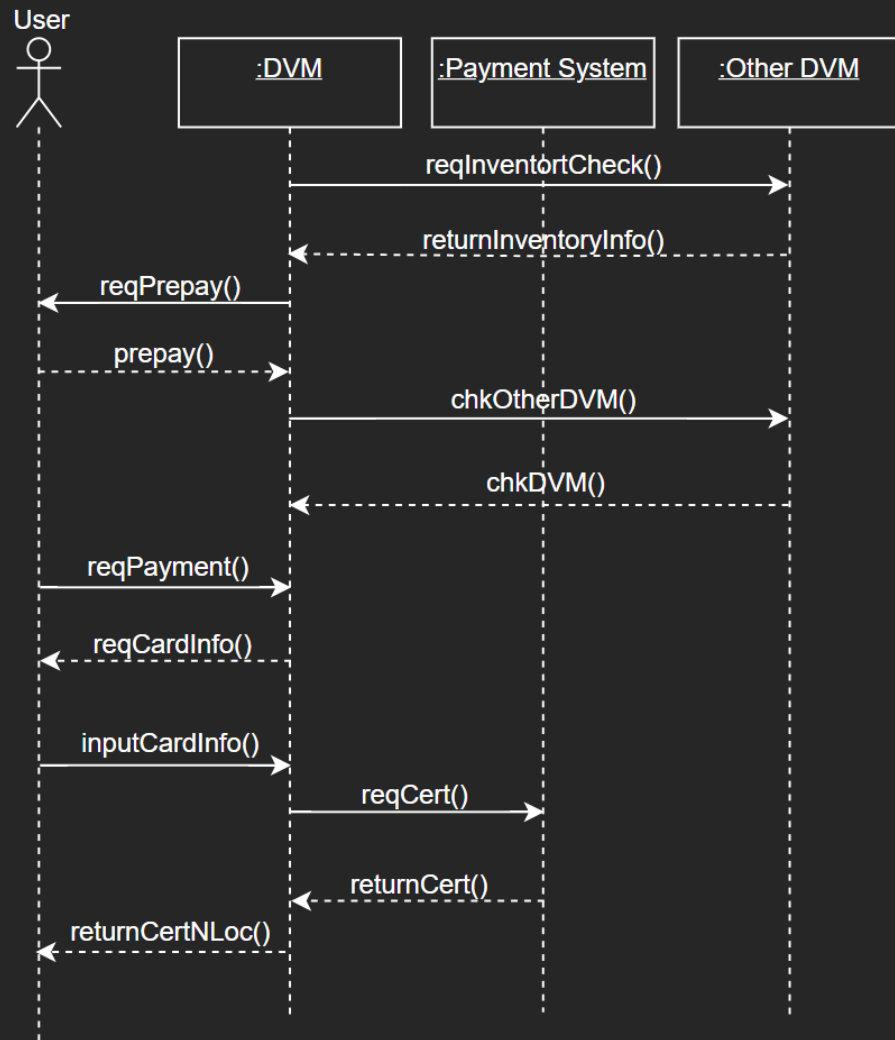 User
:DVM
:Payment System
:Other DVM
reqInventortCheck()
returnInventoryInfo()
reqPrepay()
prepay()
chkOtherDVM()
chkDVM()
reqPayment()
reqCardInfo()
inputCardInfo()
reqCert()
returnCert()
returnCertNLoc()